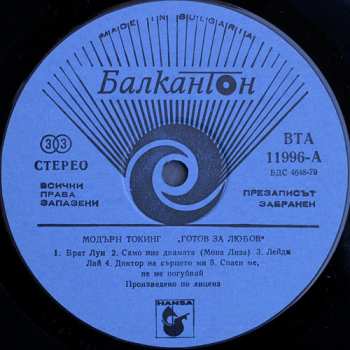 MADE IN BULGARIA
Балкантон
33
СТЕРЕО
ВТА
11996-А
БДС 4648-79
ВСИЧКИ
ПРАВА
ЗАПАЗЕНИ
ПРЕЗАПИСЪТ
ЗАБРАНЕН
МОДЪРН ТОКИНГ „ГОТОВ ЗА ЛЮБОВ“
1. Брат Луи 2. Само ние двамата (Мона Лиза) 3. Лейди
Лай 4. Доктор на сърцето ми 5. Спаси ме,
не ме погубвай
Произведено по лиценз
HANSA